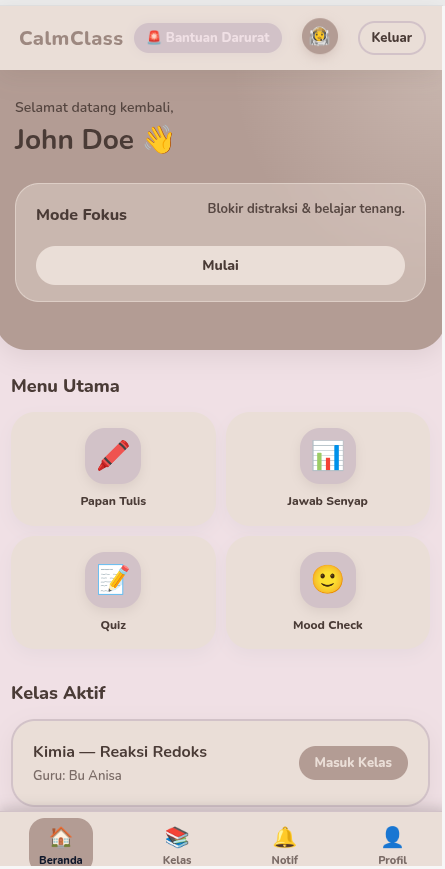 CalmClass
Bantuan Darurat
Keluar
Selamat datang kembali,
John Doe 👋
Mode Fokus
Blokir distraksi & belajar tenang.
Mulai
Menu Utama
Papan Tulis
Jawab Senyap
Quiz
Mood Check
Kelas Aktif
Kimia — Reaksi Redoks
Guru: Bu Anisa
Masuk Kelas
Beranda
Kelas
Notif
Profil